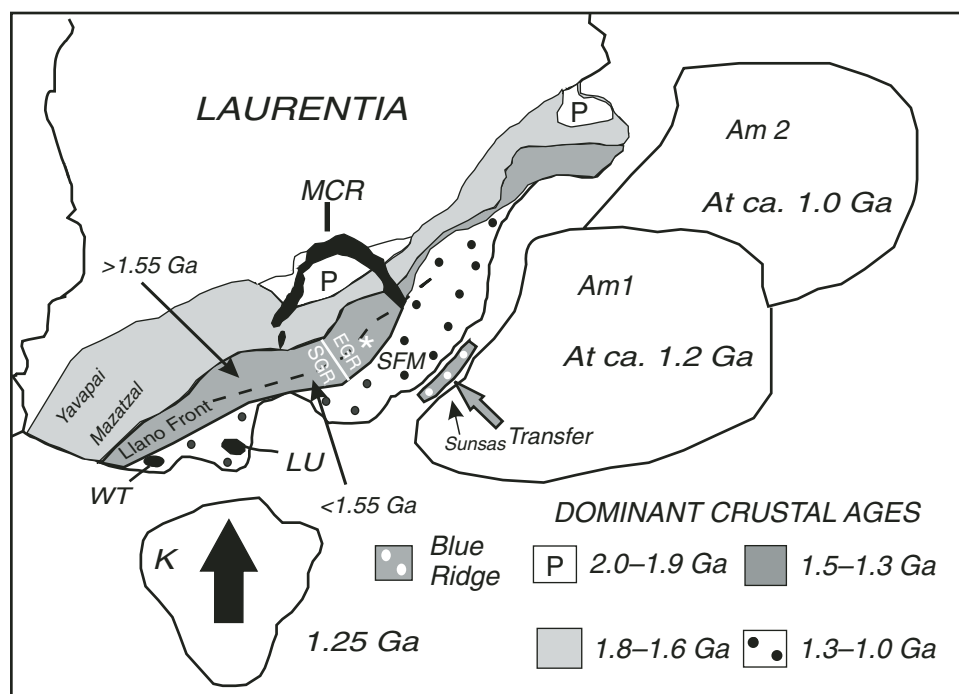 LAURENTIA
P
Am 2
At ca. 1.0 Ga
MCR
>1.55 Ga
P
Am1
At ca. 1.2 Ga
EGR
*
SGR
SFM
Yavapai
Mazatzal
Llano Front
Sunsas
Transfer
WT
LU
<1.55 Ga
K
1.25 Ga
Blue
Ridge
DOMINANT CRUSTAL AGES
P
2.0–1.9 Ga
1.5–1.3 Ga
1.8–1.6 Ga
1.3–1.0 Ga